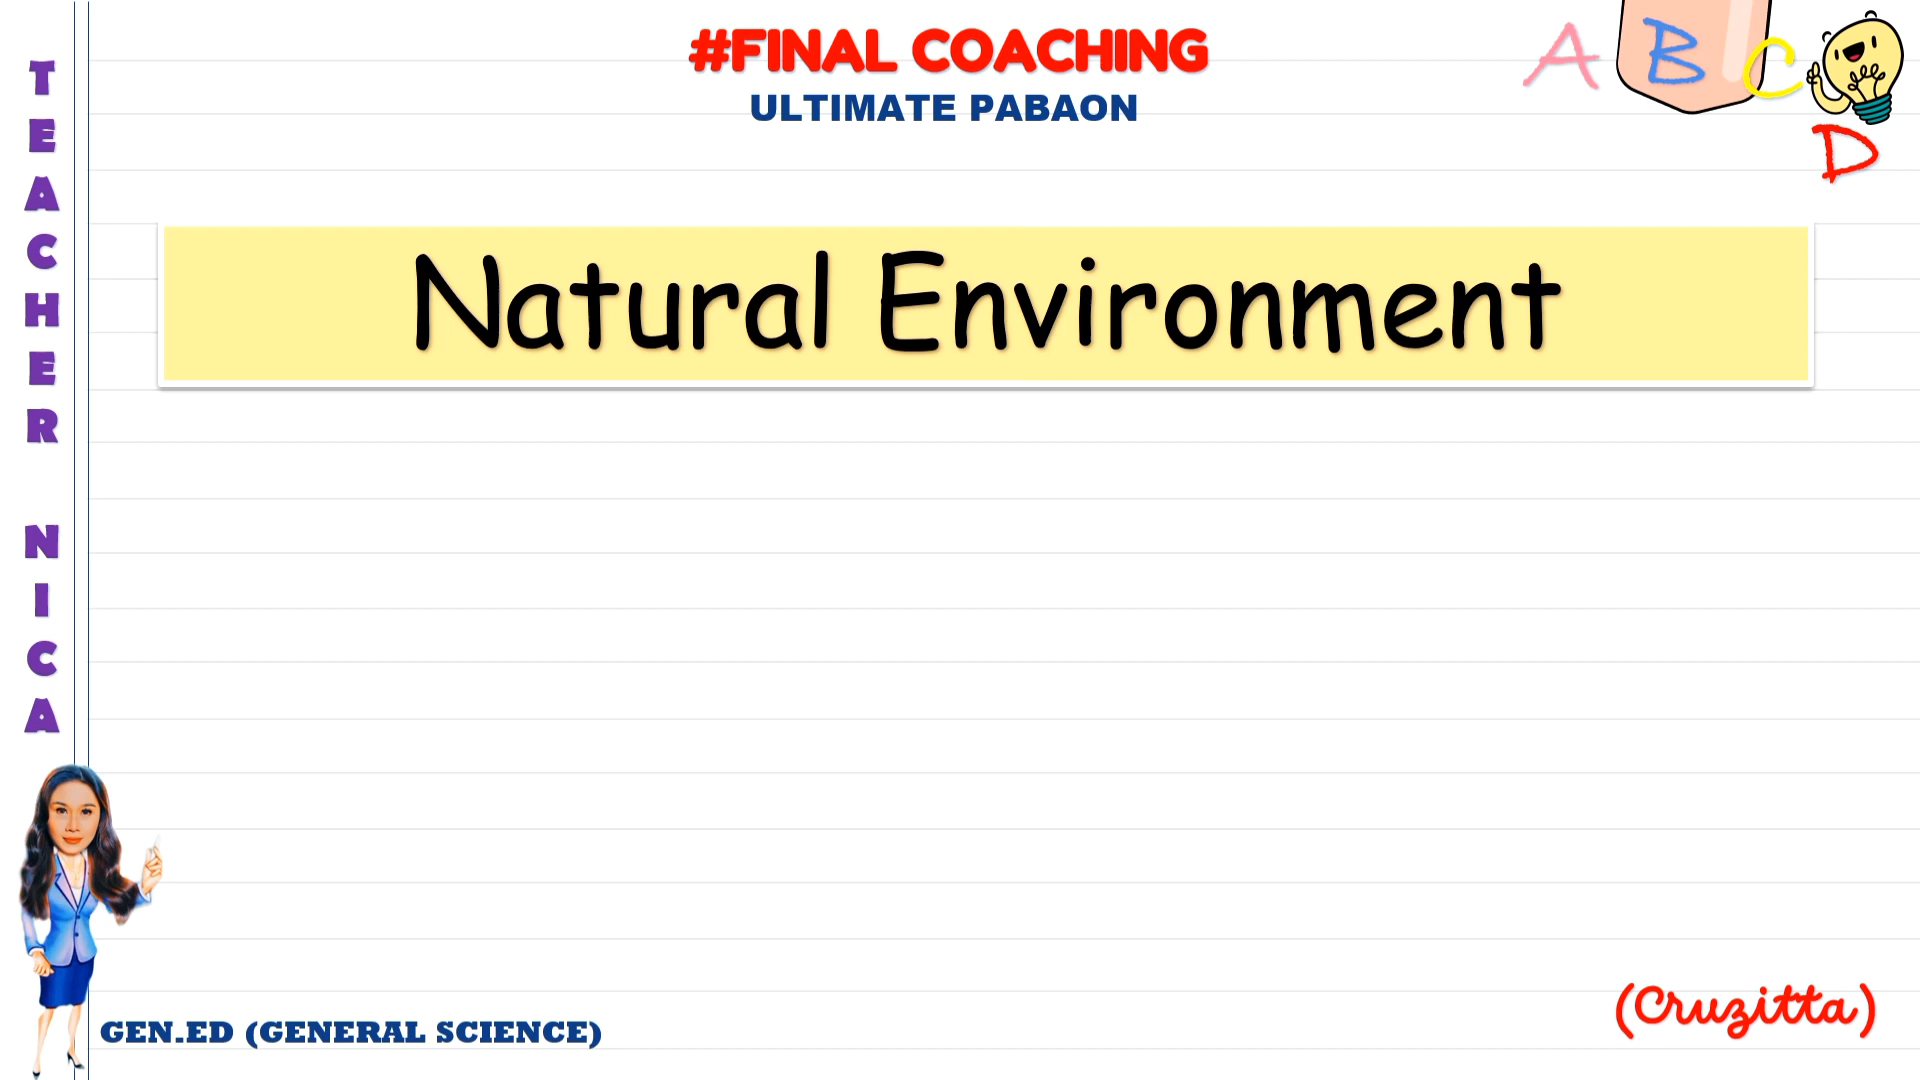 #FINAL COACHING
ULTIMATE PABAON
A B C
D
TEACHER NICA
Natural Environment
GEN.ED (GENERAL SCIENCE)
(Cruzitta)